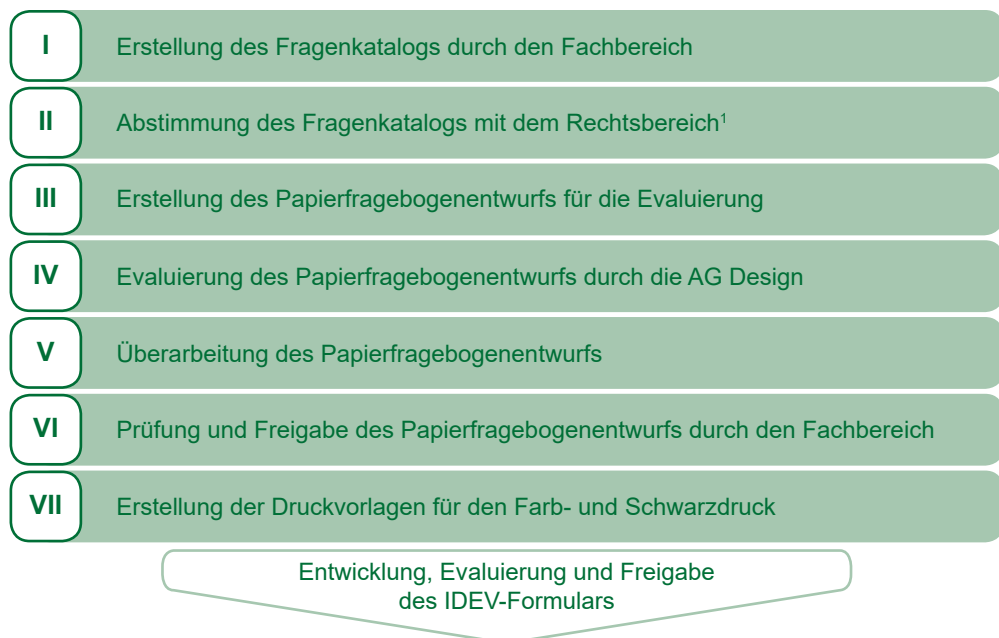 I Erstellung des Fragenkatalogs durch den Fachbereich
II Abstimmung des Fragenkatalogs mit dem Rechtsbereich¹
III Erstellung des Papierfragebogenentwurfs für die Evaluierung
IV Evaluierung des Papierfragebogenentwurfs durch die AG Design
V Überarbeitung des Papierfragebogenentwurfs
VI Prüfung und Freigabe des Papierfragebogenentwurfs durch den Fachbereich
VII Erstellung der Druckvorlagen für den Farb- und Schwarzdruck
Entwicklung, Evaluierung und Freigabe
des IDEV-Formulars